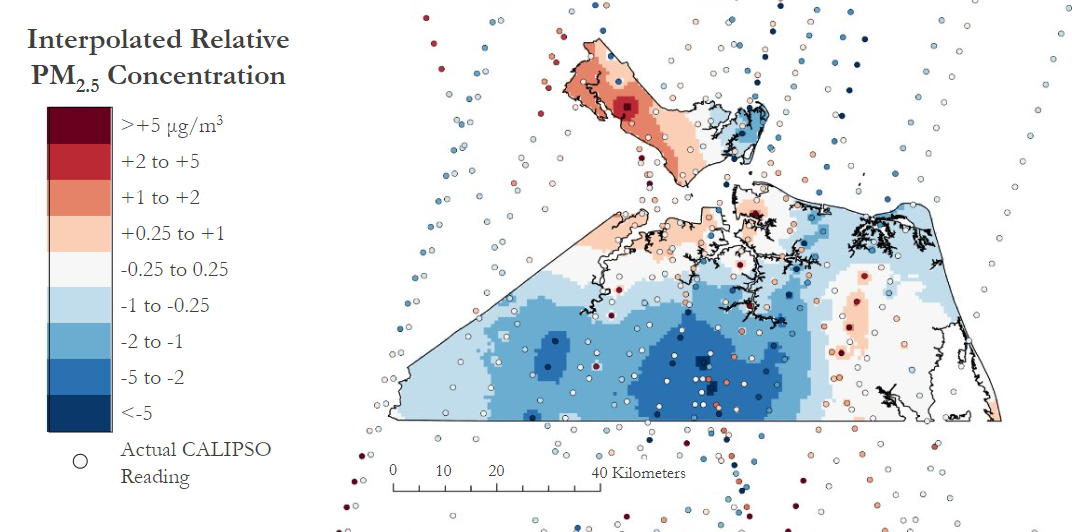 Interpolated Relative
PM2.5 Concentration
>+5 µg/m³
+2 to +5
+1 to +2
+0.25 to +1
-0.25 to 0.25
-1 to -0.25
-2 to -1
-5 to -2
<-5
Actual CALIPSO
Reading
0 10 20 40 Kilometers